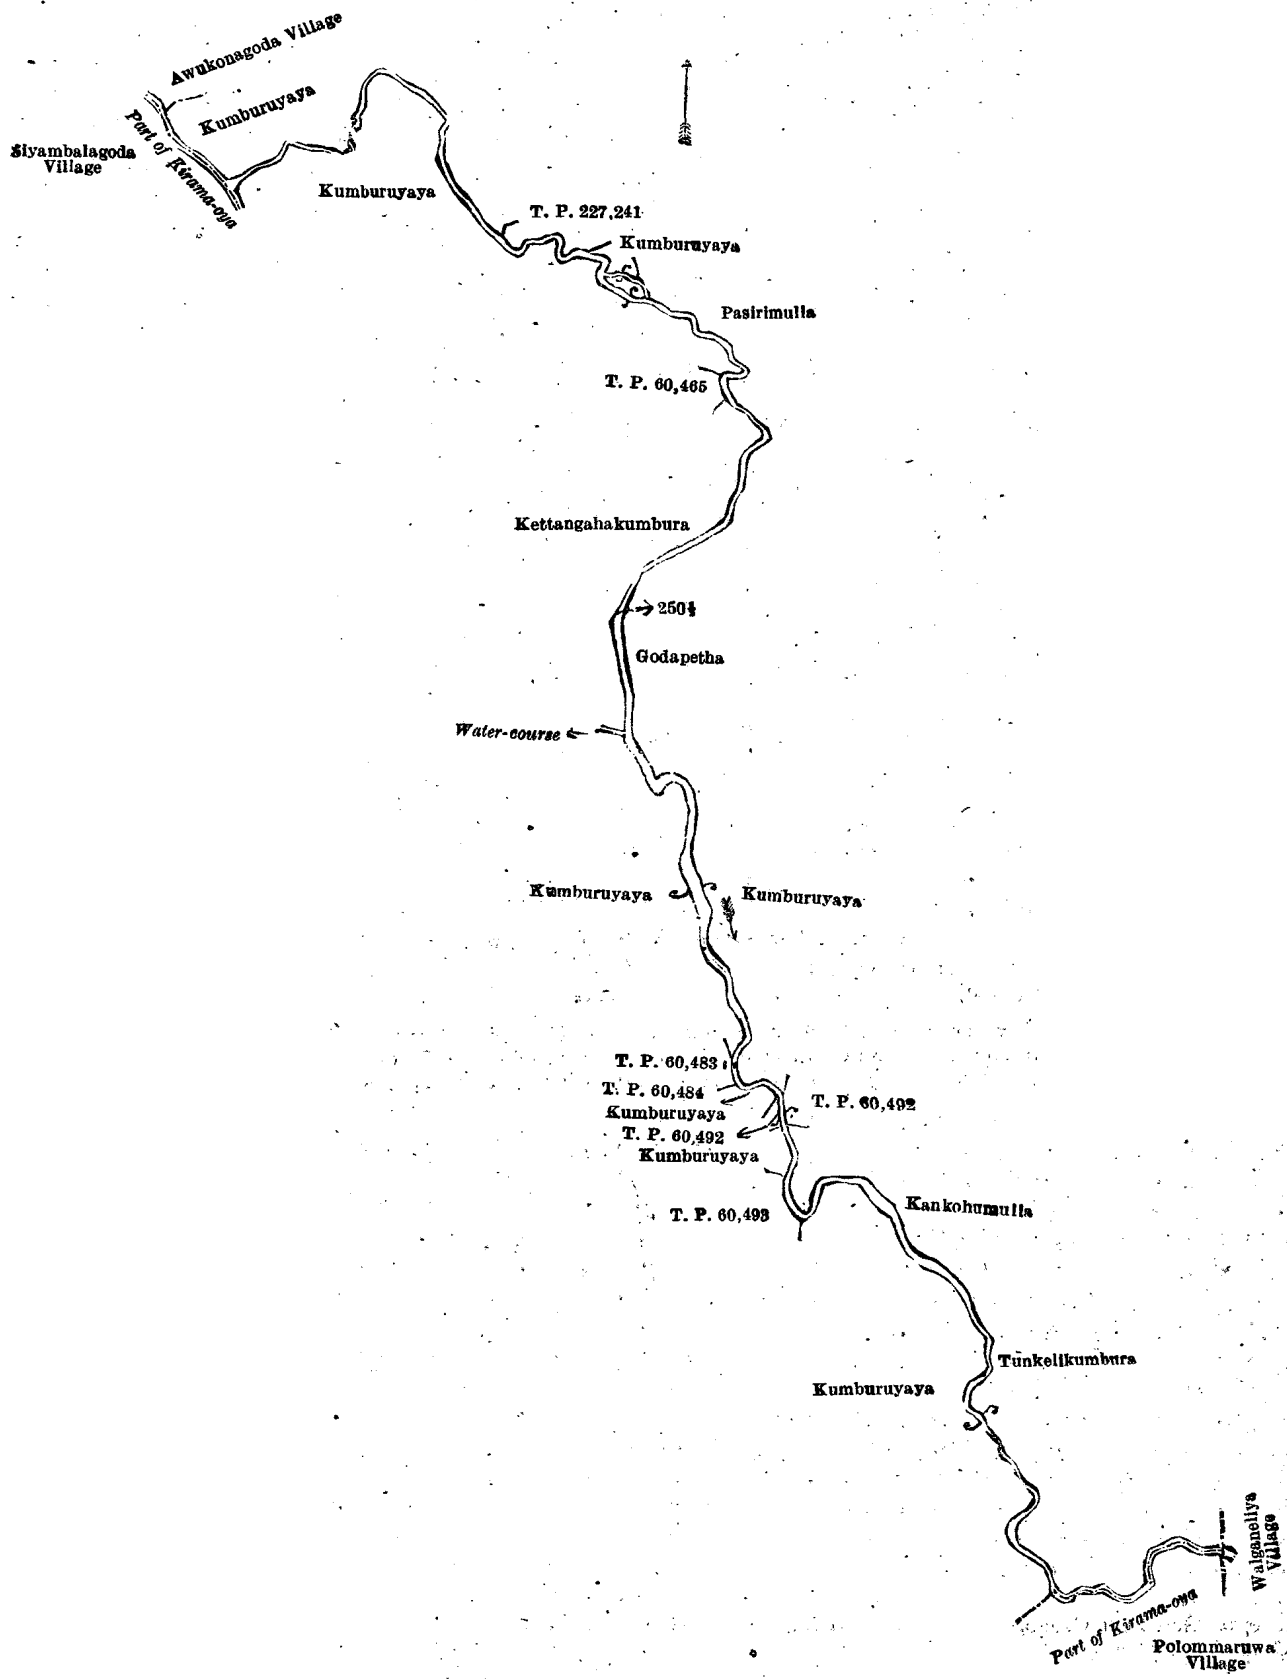 Awukonagoda Village
Kumburuyaya
Part of Kirama-oya
Siyambalagoda
Village
Kumburuyaya
T. P. 227,241
Kumburuyaya
Pasirimulla
T. P. 60,465
Kettangahakumbura
250½
Godapetha
Water-course
Kumburuyaya
Kumburuyaya
T. P. 60,483
T. P. 60,484
Kumburuyaya
T. P. 60,492
T. P. 60,492
Kumburuyaya
T. P. 60,493
Kankohumulla
Tunkelikumbura
Kumburuyaya
Walganeliya
Village
Part of Kirama-oya
Polommaruwa
Village